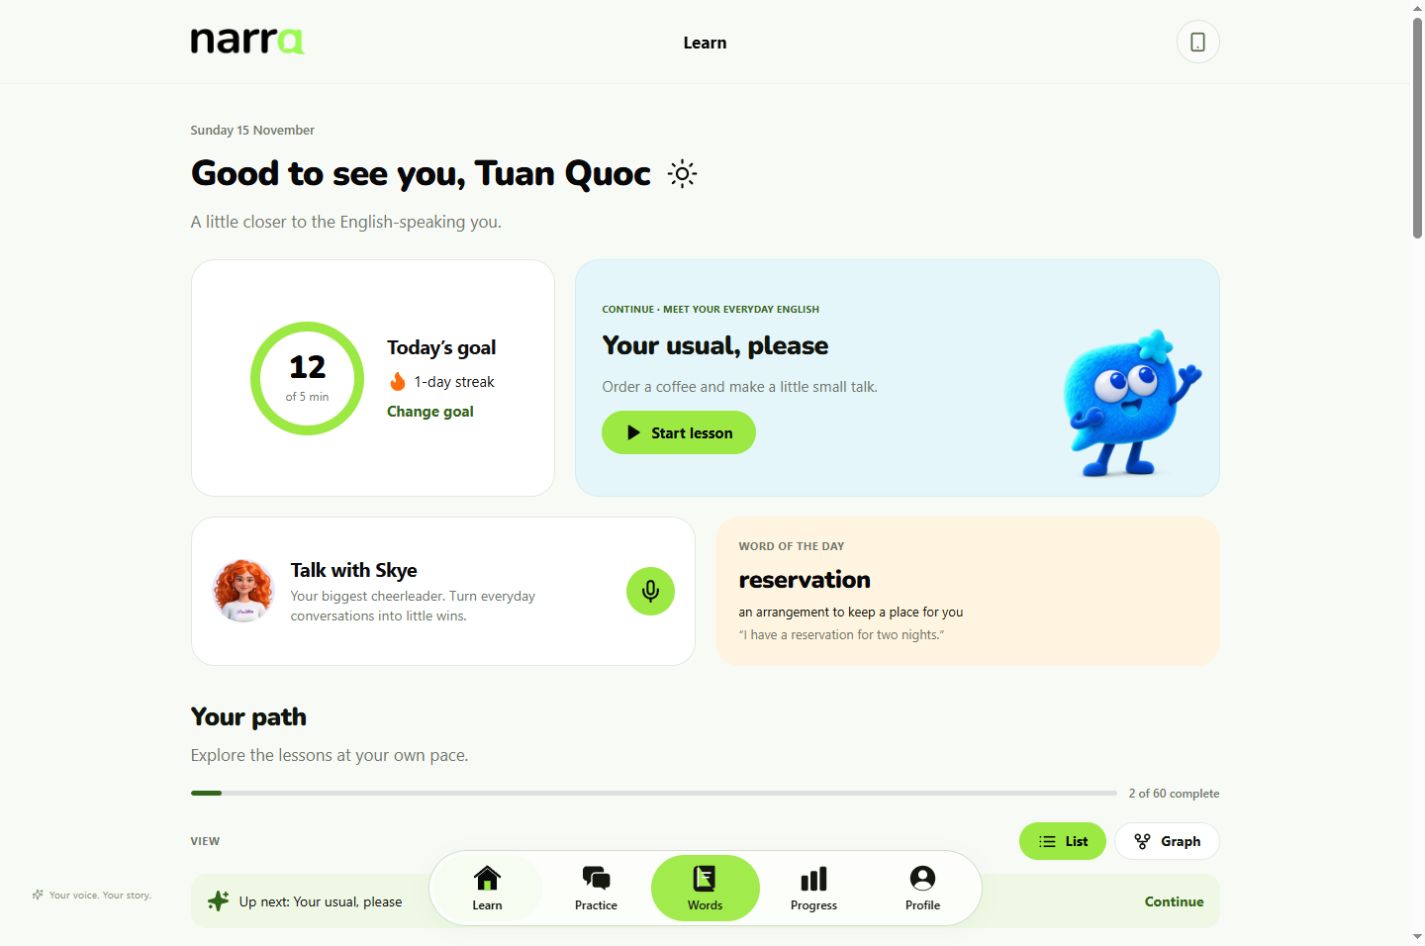 narra
Learn
Sunday 15 November
Good to see you, Tuan Quoc
A little closer to the English-speaking you.
12
of 5 min
Today's goal
1-day streak
Change goal
CONTINUE · MEET YOUR EVERYDAY ENGLISH
Your usual, please
Order a coffee and make a little small talk.
Start lesson
Talk with Skye
Your biggest cheerleader. Turn everyday
conversations into little wins.
WORD OF THE DAY
reservation
an arrangement to keep a place for you
“I have a reservation for two nights.”
Your path
Explore the lessons at your own pace.
2 of 60 complete
VIEW
List
Graph
Your voice. Your story.
Up next: Your usual, please
Continue
Learn
Practice
Words
Progress
Profile